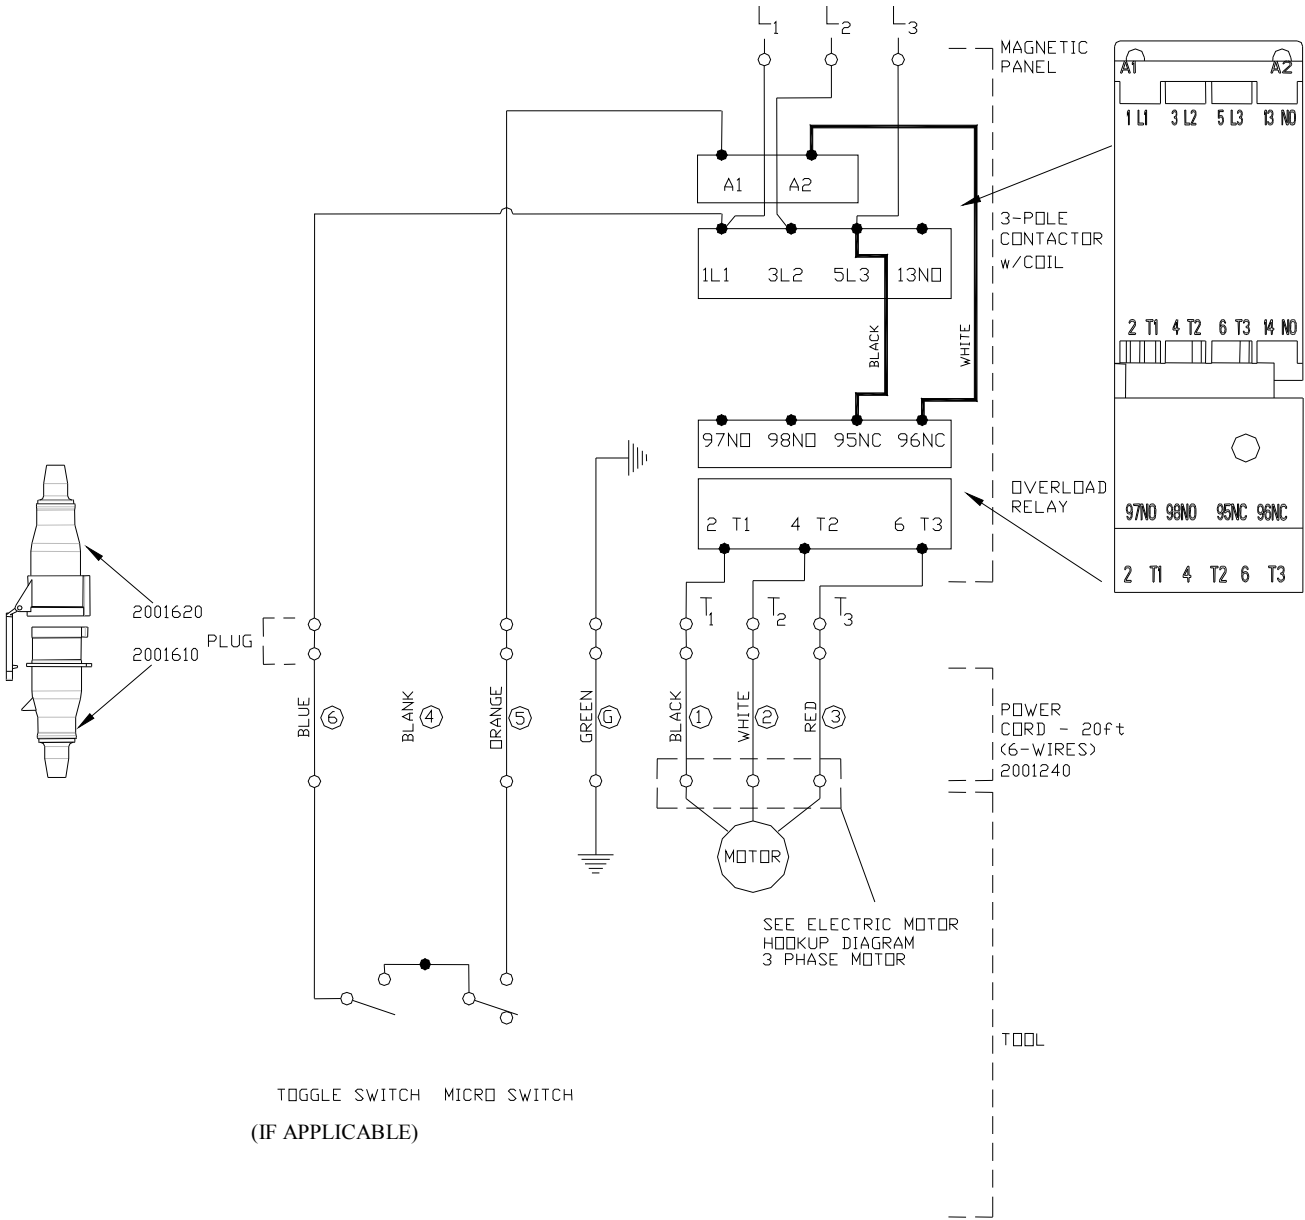 L1 L2 L3
MAGNETIC
PANEL
A1 A2
1 L1 3 L2 5 L3 13 NO
A1 A2
3-POLE
CONTACTOR
w/COIL
1L1 3L2 5L3 13NO
BLACK
WHITE
2 T1 4 T2 6 T3 14 NO
97NO 98NO 95NC 96NC
OVERLOAD
RELAY
97NO 98NO 95NC 96NC
2 T1 4 T2 6 T3
2 T1 4 T2 6 T3
2001620
PLUG
2001610
T1 T2 T3
BLUE 6
BLANK 4
ORANGE 5
GREEN G
BLACK 1
WHITE 2
RED 3
POWER
CORD - 20ft
(6-WIRES)
2001240
MOTOR
SEE ELECTRIC MOTOR
HOOKUP DIAGRAM
3 PHASE MOTOR
TOOL
TOGGLE SWITCH MICRO SWITCH
(IF APPLICABLE)